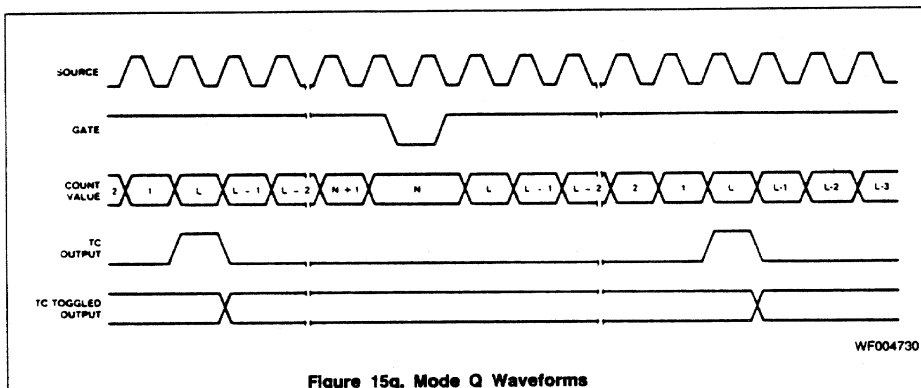 SOURCE
GATE
COUNT
VALUE
2 1 L L - 1 L - 2 N + 1 N L L - 1 L - 2 2 1 L L-1 L-2 L-3
TC
OUTPUT
TC TOGGLED
OUTPUT
WF004730
Figure 15q. Mode Q Waveforms